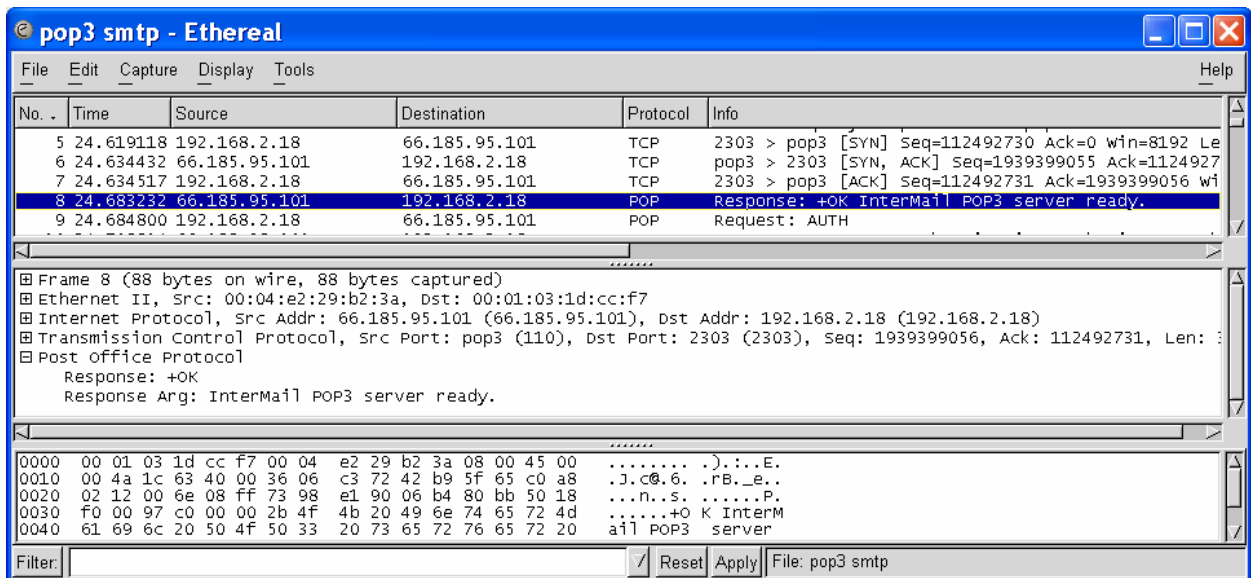 pop3 smtp - Ethereal
File Edit Capture Display Tools Help
No. Time Source Destination Protocol Info
5 24.619118 192.168.2.18 66.185.95.101 TCP 2303 > pop3 [SYN] Seq=112492730 Ack=0 Win=8192 Le
6 24.634432 66.185.95.101 192.168.2.18 TCP pop3 > 2303 [SYN, ACK] Seq=1939399055 Ack=1124927
7 24.634517 192.168.2.18 66.185.95.101 TCP 2303 > pop3 [ACK] Seq=112492731 Ack=1939399056 Wi
8 24.683232 66.185.95.101 192.168.2.18 POP Response: +OK InterMail POP3 server ready.
9 24.684800 192.168.2.18 66.185.95.101 POP Request: AUTH
Frame 8 (88 bytes on wire, 88 bytes captured)
Ethernet II, Src: 00:04:e2:29:b2:3a, Dst: 00:01:03:1d:cc:f7
Internet Protocol, Src Addr: 66.185.95.101 (66.185.95.101), Dst Addr: 192.168.2.18 (192.168.2.18)
Transmission Control Protocol, Src Port: pop3 (110), Dst Port: 2303 (2303), Seq: 1939399056, Ack: 112492731, Len:
Post Office Protocol
Response: +OK
Response Arg: InterMail POP3 server ready.
0000 00 01 03 1d cc f7 00 04 e2 29 b2 3a 08 00 45 00 ........ .).:..E.
0010 00 4a 1c 63 40 00 36 06 c3 72 42 b9 5f 65 c0 a8 .J.c@.6. .rB._e..
0020 02 12 00 6e 08 ff 73 98 e1 90 06 b4 80 bb 50 18 ...n..s. ......P.
0030 f0 00 97 c0 00 00 2b 4f 4b 20 49 6e 74 65 72 4d ......+O K InterM
0040 61 69 6c 20 50 4f 50 33 20 73 65 72 76 65 72 20 ail POP3 server
Filter: Reset Apply File: pop3 smtp